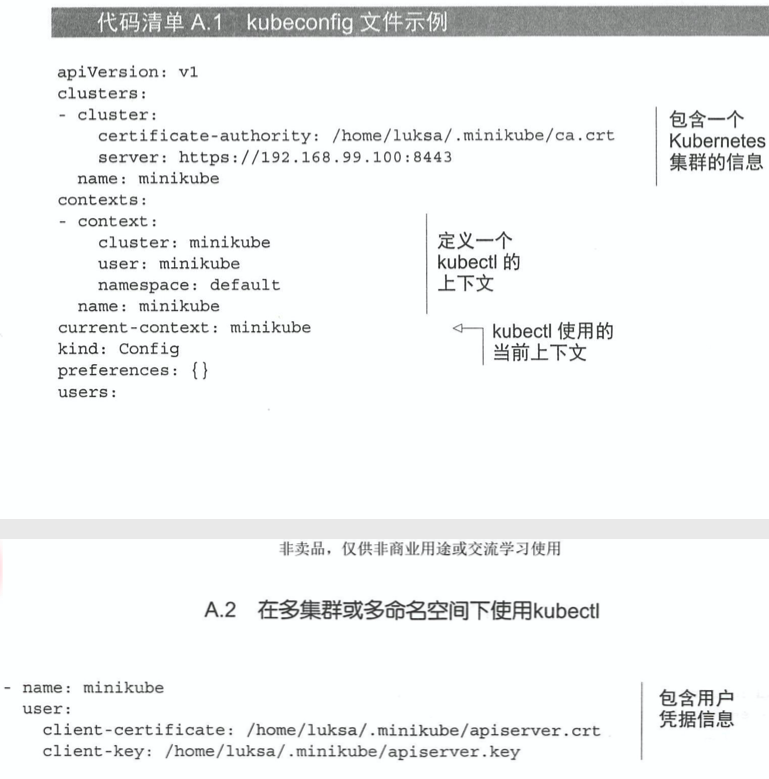 代码清单 A.1 kubeconfig 文件示例
apiVersion: v1
clusters:
- cluster:
    certificate-authority: /home/luksa/.minikube/ca.crt
    server: https://192.168.99.100:8443
  name: minikube
包含一个
Kubernetes
集群的信息
contexts:
- context:
    cluster: minikube
    user: minikube
    namespace: default
  name: minikube
定义一个
kubectl 的
上下文
current-context: minikube
kubectl 使用的
当前上下文
kind: Config
preferences: {}
users:
非卖品，仅供非商业用途或交流学习使用
A.2 在多集群或多命名空间下使用kubectl
- name: minikube
  user:
    client-certificate: /home/luksa/.minikube/apiserver.crt
    client-key: /home/luksa/.minikube/apiserver.key
包含用户
凭据信息